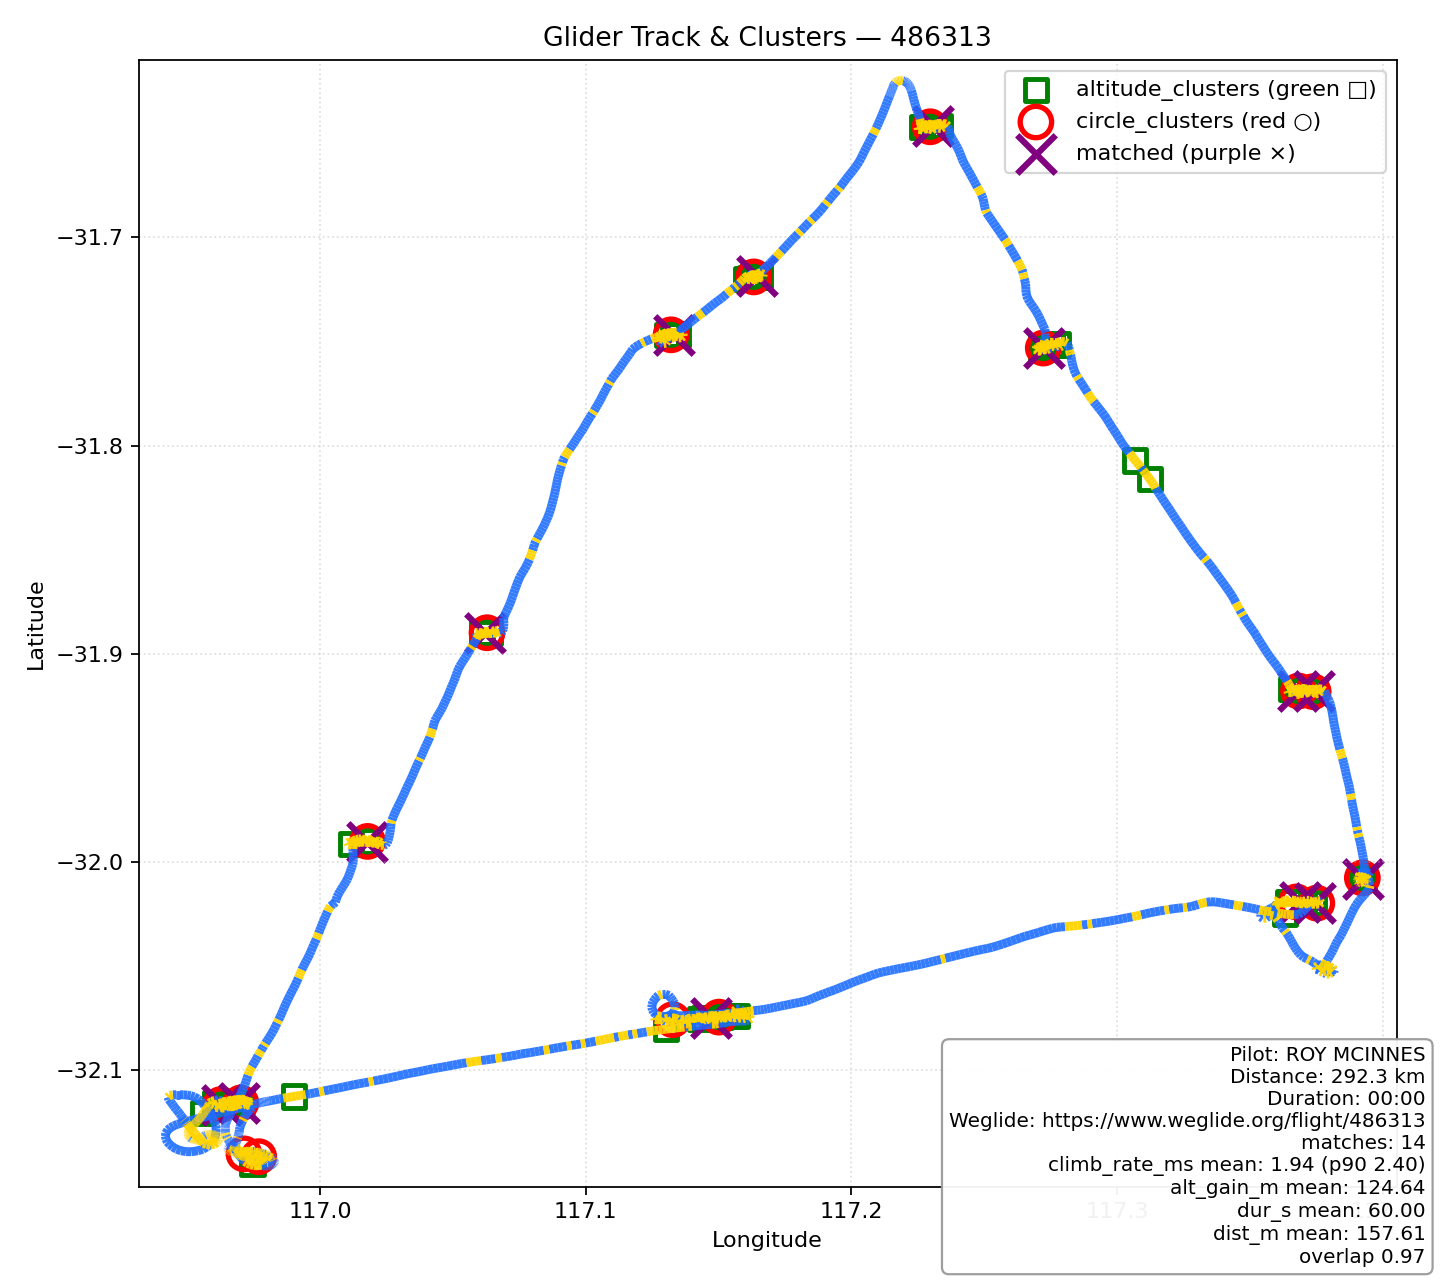 Glider Track & Clusters — 486313
altitude_clusters (green □)
circle_clusters (red ○)
matched (purple ×)
−31.7
−31.8
−31.9
−32.0
−32.1
Latitude
117.0
117.1
117.2
117.3
Longitude
Pilot: ROY MCINNES
Distance: 292.3 km
Duration: 00:00
Weglide: https://www.weglide.org/flight/486313
matches: 14
climb_rate_ms mean: 1.94 (p90 2.40)
alt_gain_m mean: 124.64
dur_s mean: 60.00
dist_m mean: 157.61
overlap 0.97